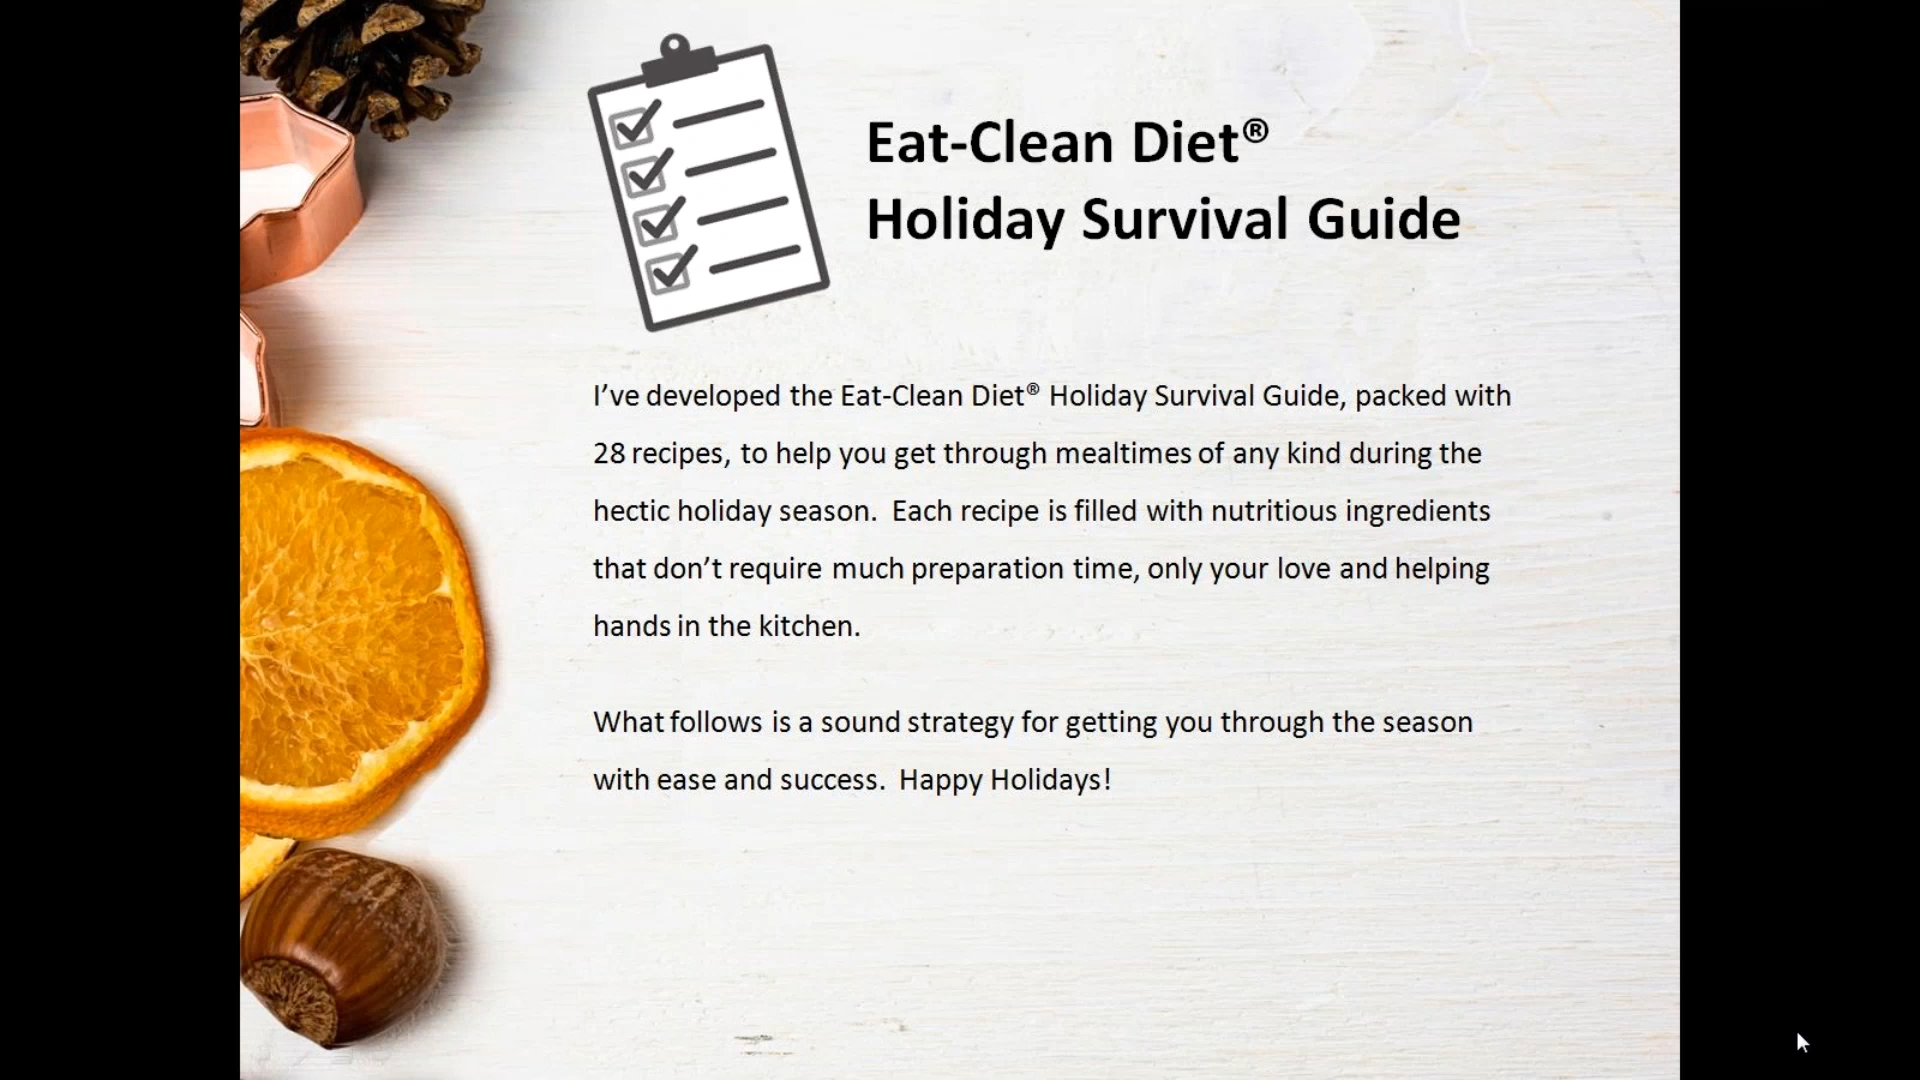 Eat-Clean Diet®
Holiday Survival Guide
I’ve developed the Eat-Clean Diet® Holiday Survival Guide, packed with
28 recipes, to help you get through mealtimes of any kind during the
hectic holiday season.  Each recipe is filled with nutritious ingredients
that don’t require much preparation time, only your love and helping
hands in the kitchen.
What follows is a sound strategy for getting you through the season
with ease and success.  Happy Holidays!